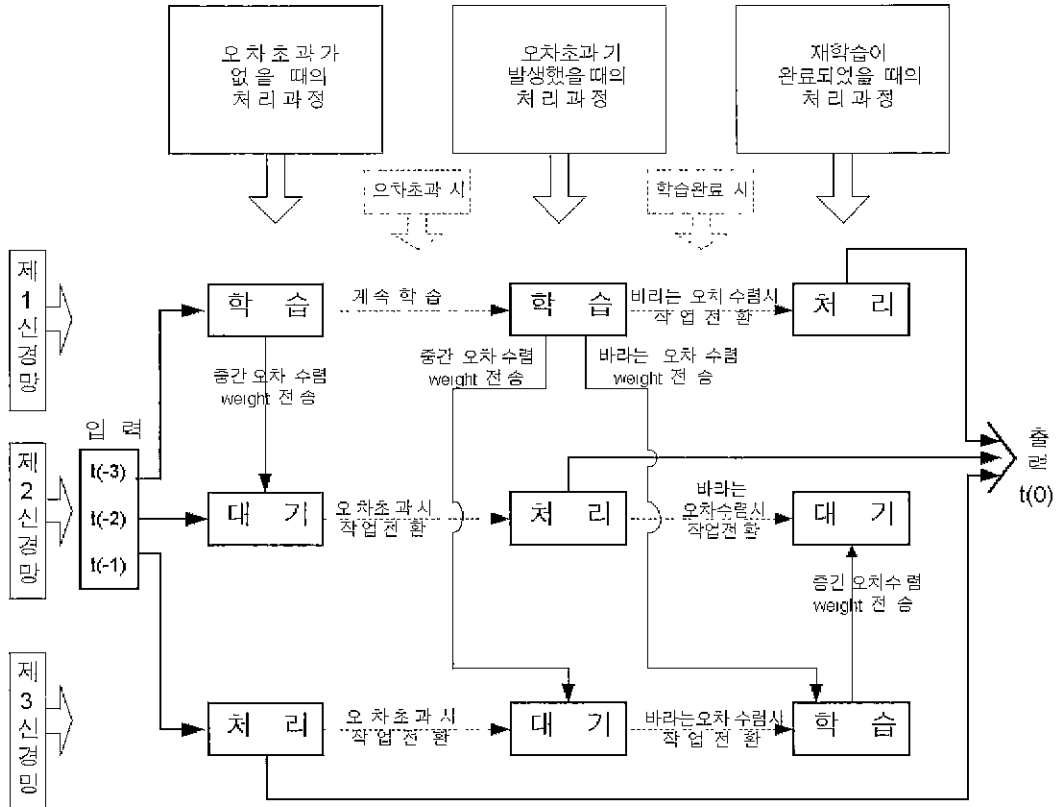 오차초과가
없을 때의
처리과정
오차초과기
발생했을때의
처리과정
재학습이
완료되었을 때의
처리과정
오차초과 시
학습완료 시
제
1
신
경
망
학 습
계속 학습
학 습
바라는 오차 수렴시
작업전환
처 리
중간 오차 수렴
weight 전송
중간 오차 수렴
weight 전송
바라는 오차 수렴
weight 전송
입 력
t(-3)
t(-2)
t(-1)
제
2
신
경
망
대 기
오차초과시
작업전환
처 리
바라는
오차수렴시
작업전환
대 기
출
력
t(0)
중간 오차수렴
weight 전송
제
3
신
경
망
처 리
오차초과시
작업전환
대 기
바라는오차 수렴시
작업전환
학 습